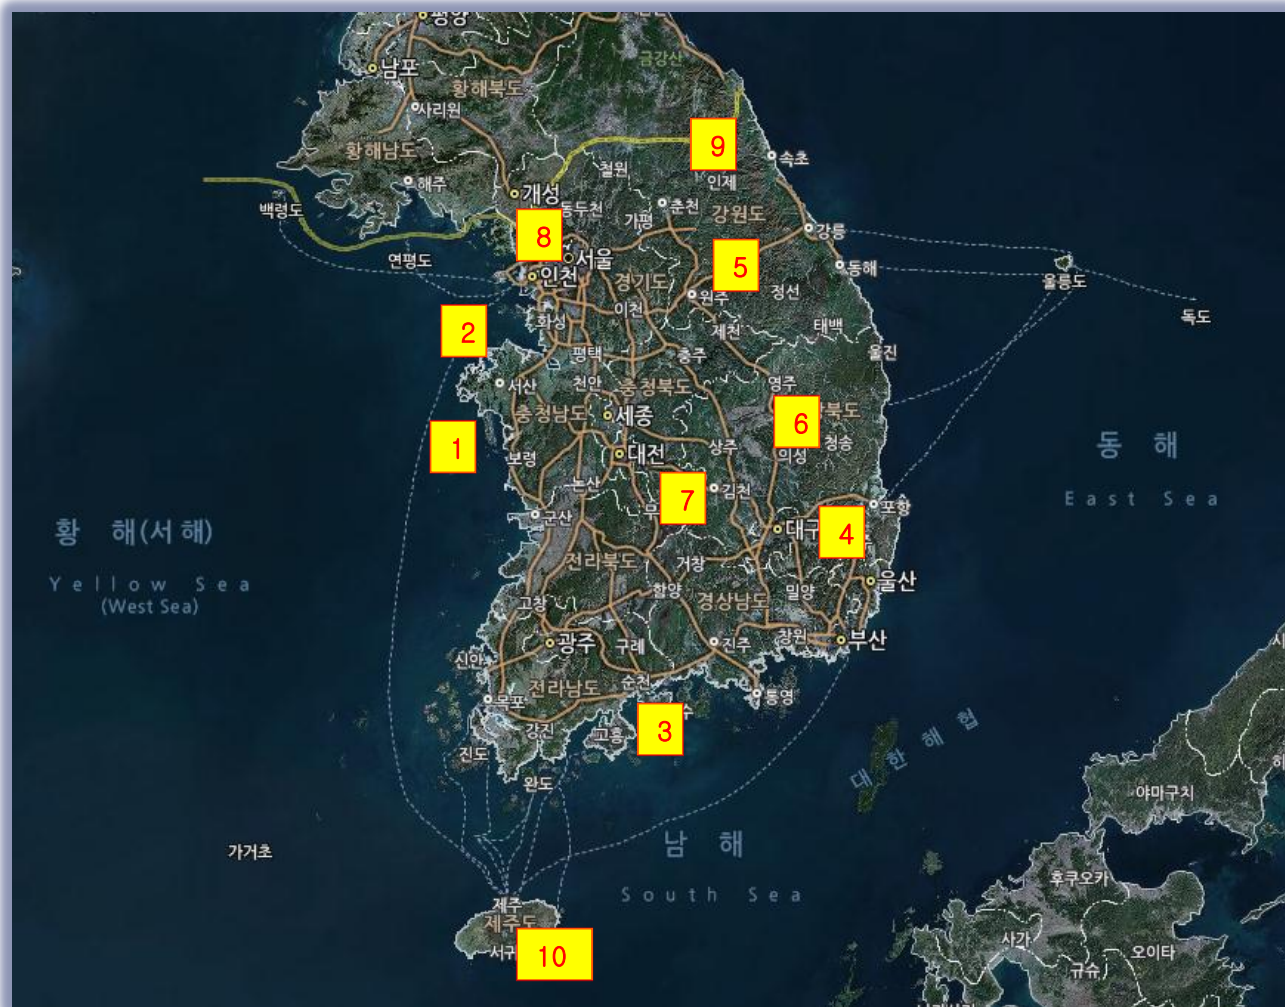 평양
남포
금강산
황해북도
사리원
황해남도
9
속초
철원
인제
해주
개성
백령도
동두천
춘천
강원도
가평
8
강릉
서울
연평도
5
동해
인천
경기도
울릉도
원주
정선
이천
독도
2
화성
제천
태백
평택
충주
울진
서산
천안
충청북도
영주
충청남도
세종
6
북도
1
대전
상주
청송
보령
의성
동 해
논산
7
김천
East Sea
무
포항
황 해(서해)
군산
대구
4
전라북도
거창
Yellow Sea
(West Sea)
함양
경상남도
밀양
울산
고창
광주
구례
진주
창원
부산
신안
전라남도
순천
목포
통영
강진
고흥
3
수
진도
대한해협
완도
야마구치
남 해
가거초
후쿠오카
South Sea
제주
제주도
사가
오이타
서귀
10
규슈